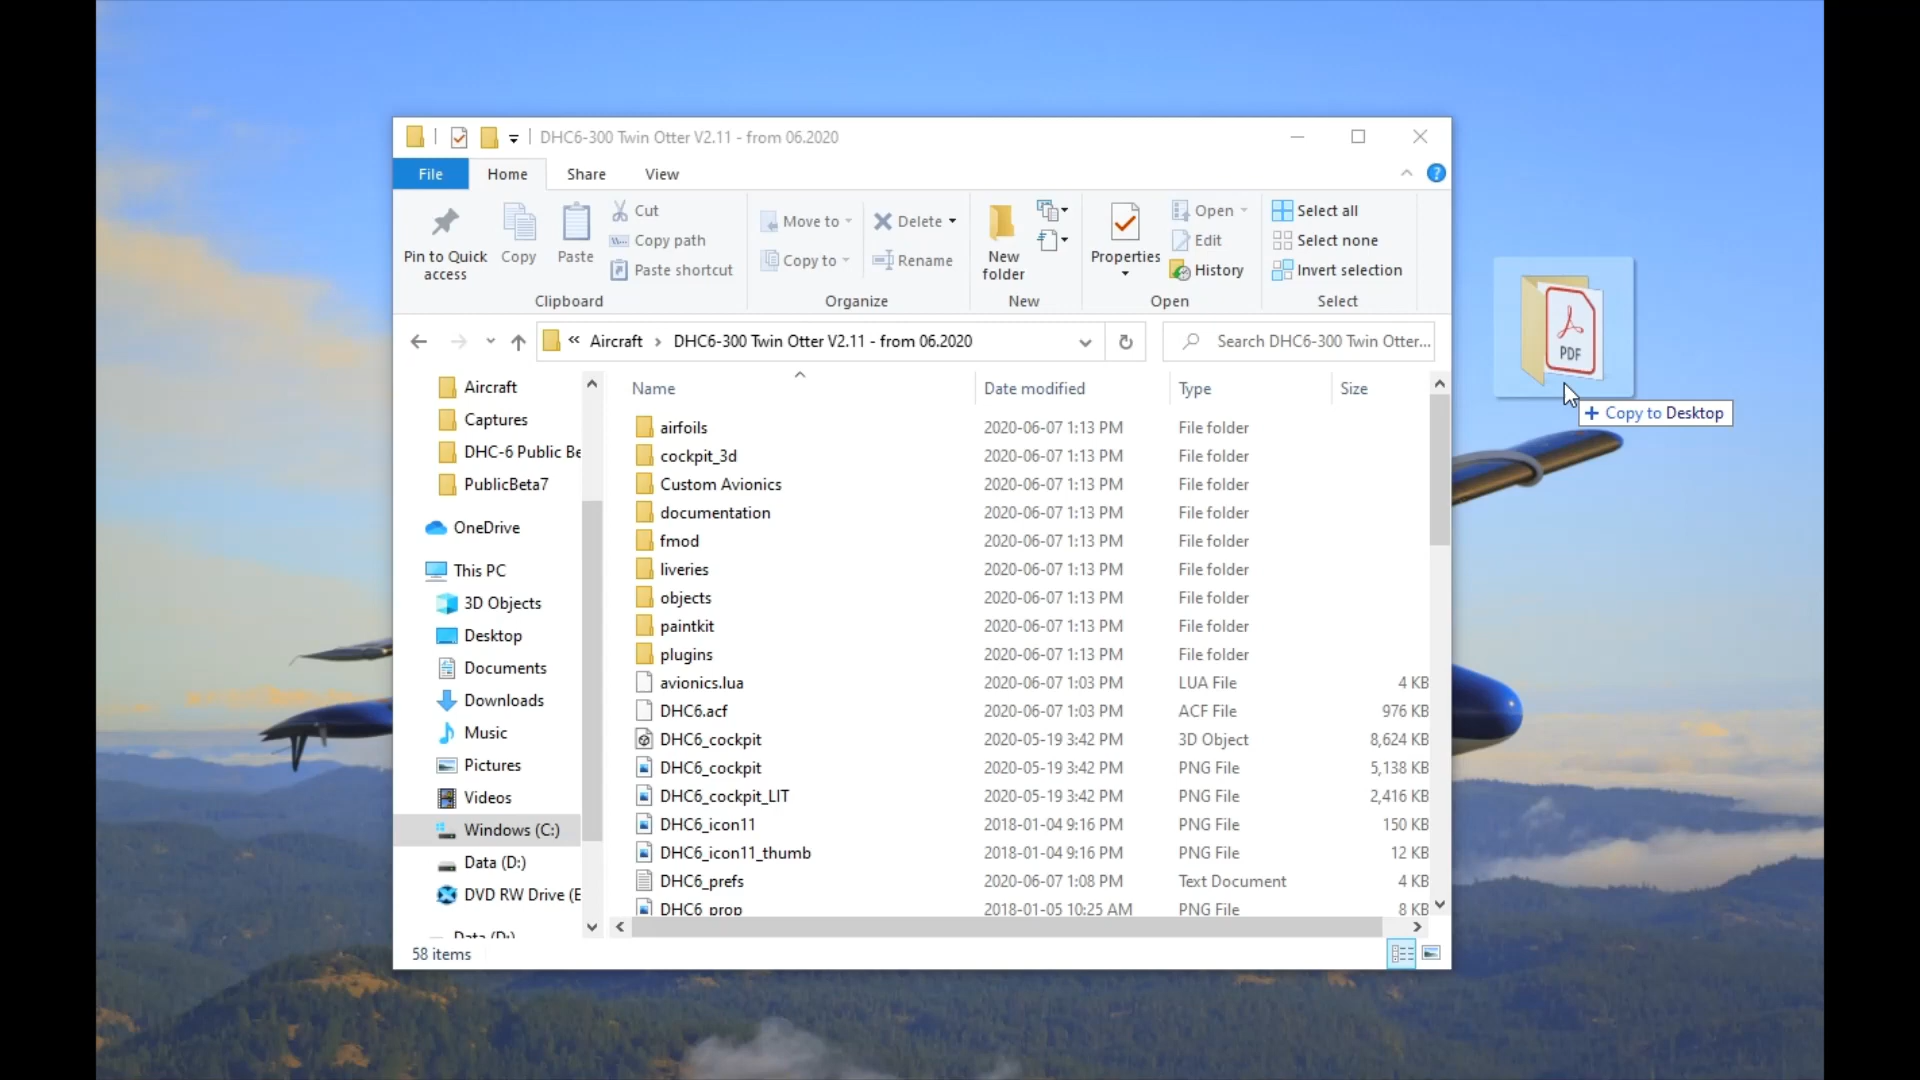 DHC6-300 Twin Otter V2.11 - from 06.2020
File Home Share View
Pin to Quick access
Copy
Paste
Cut
Copy path
Paste shortcut
Clipboard
Move to
Copy to
Delete
Rename
Organize
New folder
New
Properties
Open
Edit
History
Open
Select all
Select none
Invert selection
Select
« Aircraft › DHC6-300 Twin Otter V2.11 - from 06.2020
Search DHC6-300 Twin Otter...
PDF
+ Copy to Desktop
Aircraft
Captures
DHC-6 Public Be
PublicBeta7
OneDrive
This PC
3D Objects
Desktop
Documents
Downloads
Music
Pictures
Videos
Windows (C:)
Data (D:)
DVD RW Drive (E
Data (D:)
Name Date modified Type Size
airfoils 2020-06-07 1:13 PM File folder
cockpit_3d 2020-06-07 1:13 PM File folder
Custom Avionics 2020-06-07 1:13 PM File folder
documentation 2020-06-07 1:13 PM File folder
fmod 2020-06-07 1:13 PM File folder
liveries 2020-06-07 1:13 PM File folder
objects 2020-06-07 1:13 PM File folder
paintkit 2020-06-07 1:13 PM File folder
plugins 2020-06-07 1:13 PM File folder
avionics.lua 2020-06-07 1:03 PM LUA File 4 KB
DHC6.acf 2020-06-07 1:03 PM ACF File 976 KB
DHC6_cockpit 2020-05-19 3:42 PM 3D Object 8,624 KB
DHC6_cockpit 2020-05-19 3:42 PM PNG File 5,138 KB
DHC6_cockpit_LIT 2020-05-19 3:42 PM PNG File 2,416 KB
DHC6_icon11 2018-01-04 9:16 PM PNG File 150 KB
DHC6_icon11_thumb 2018-01-04 9:16 PM PNG File 12 KB
DHC6_prefs 2020-06-07 1:08 PM Text Document 4 KB
DHC6_prop 2018-01-05 10:25 AM PNG File 8 KB
58 items